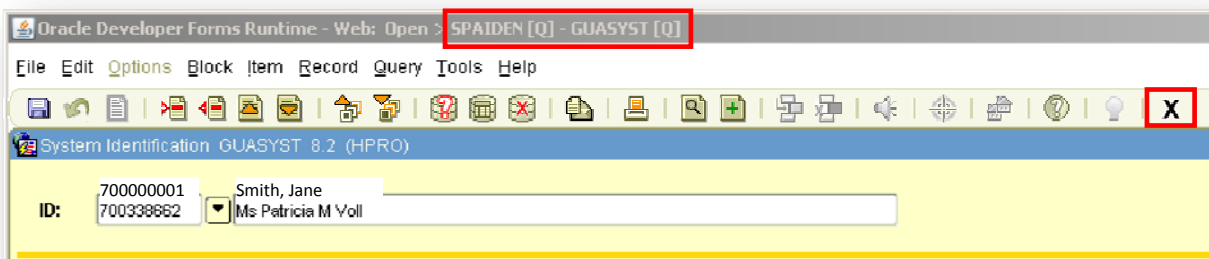 Oracle Developer Forms Runtime - Web: Open > SPAIDEN [Q] - GUASYST [Q]
File Edit Options Block Item Record Query Tools Help
X
System Identification GUASYST 8.2 (HPRO)
700000001 Smith, Jane
ID: 700338662 Ms Patricia M Voll